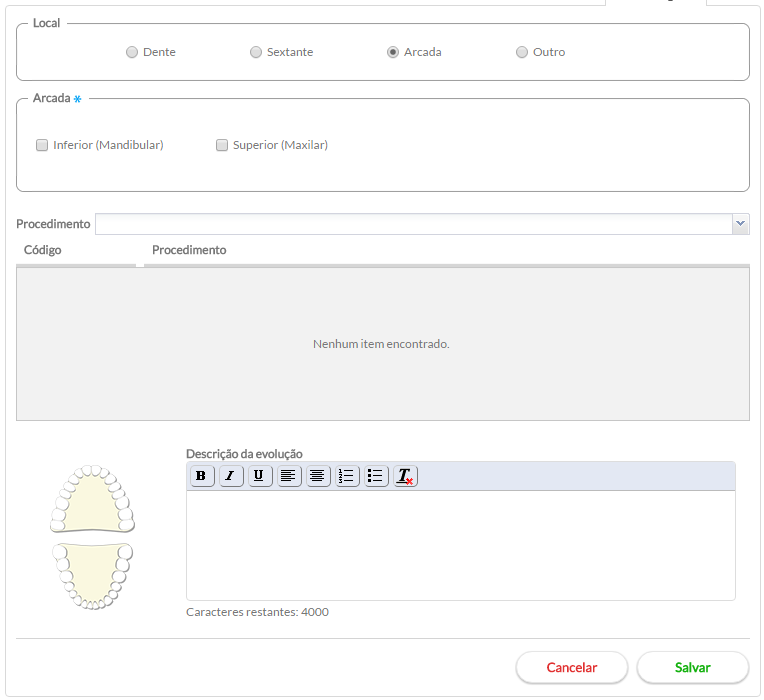 Local
Dente Sextante Arcada Outro
Arcada *
Inferior (Mandibular) Superior (Maxilar)
Procedimento
Código Procedimento
Nenhum item encontrado.
Descrição da evolução
B I U T
Caracteres restantes: 4000
Cancelar Salvar